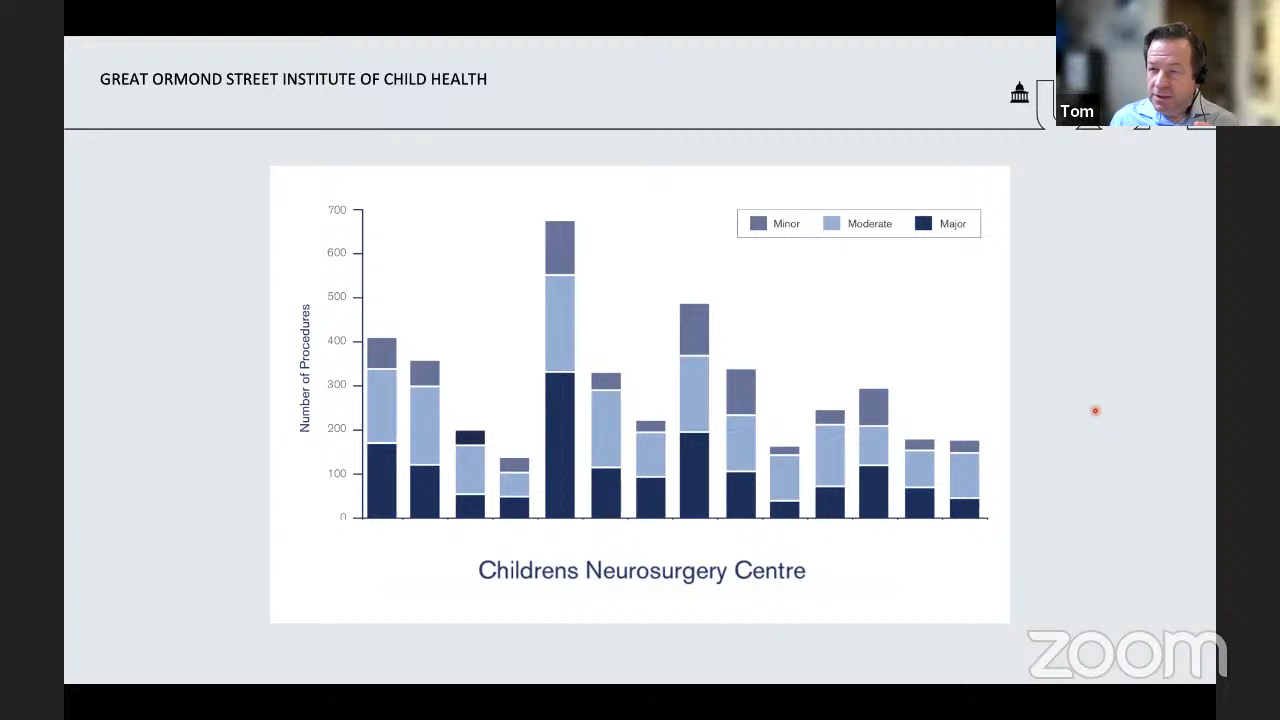 GREAT ORMOND STREET INSTITUTE OF CHILD HEALTH
Tom
Minor Moderate Major
700
600
500
400
300
200
100
0
Number of Procedures
Childrens Neurosurgery Centre
zoom